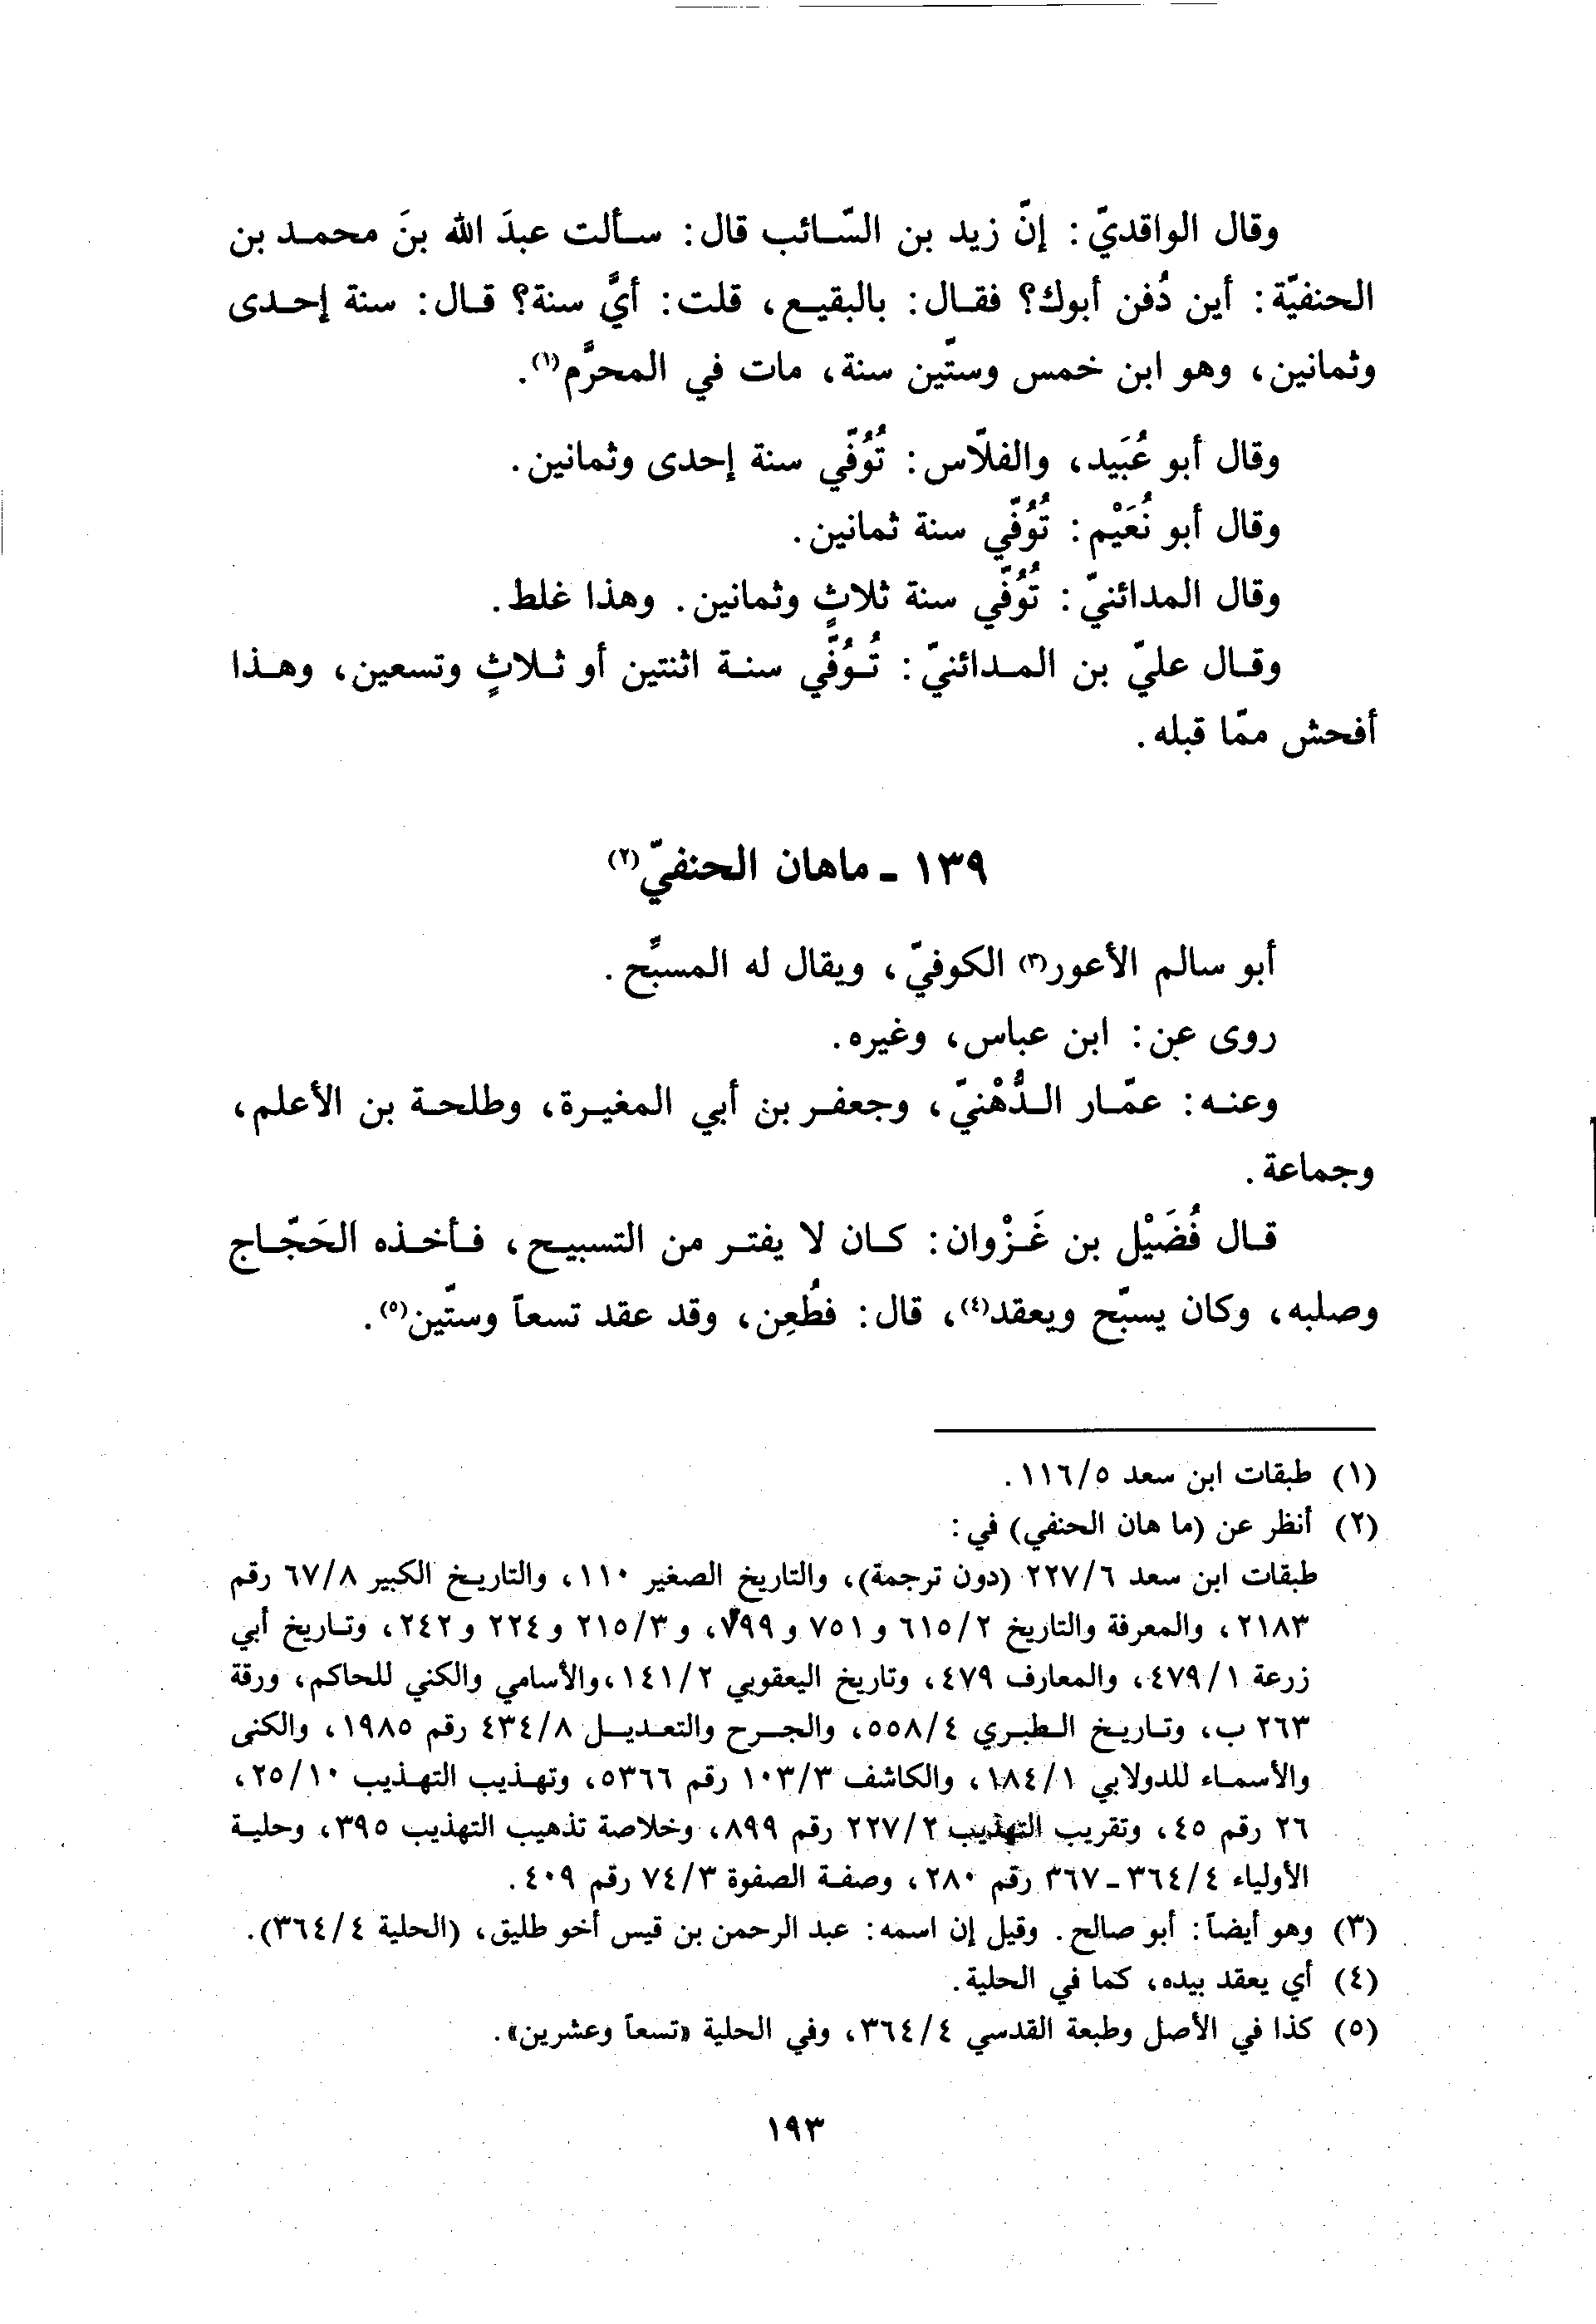 وقال الواقديّ: إنّ زيد بن السّائب قال: سألت عبدَ الله بنَ محمد بن
الحنفيّة: أين دُفن أبوك؟ فقال: بالبقيع، قلت: أيَّ سنة؟ قال: سنة إحدى
وثمانين، وهو ابن خمس وستّين سنة، مات في المحرَّم(١).
وقال أبو عُبَيد، والفلّاس: تُوُفّي سنة إحدى وثمانين.
وقال أبو نُعَيْم: تُوُفّي سنة ثمانين.
وقال المدائنيّ: تُوُفّي سنة ثلاثٍ وثمانين. وهذا غلط.
وقال عليّ بن المدائنيّ: تُوُفّي سنة اثنتين أو ثلاثٍ وتسعين، وهذا
أفحش ممّا قبله.
١٣٩ ـ ماهان الحنفيّ(٢)
أبو سالم الأعور(٣) الكوفيّ، ويقال له المسبِّح.
روى عن: ابن عباس، وغيره.
وعنه: عمّار الدُّهْنيّ، وجعفر بن أبي المغيرة، وطلحة بن الأعلم،
وجماعة.
قال فُضَيْل بن غَزْوان: كان لا يفتر من التسبيح، فأخذه الحَجّاج
وصلبه، وكان يسبّح ويعقد(٤)، قال: فطُعِن، وقد عقد تسعاً وستّين(٥).
(١) طبقات ابن سعد ١١٦/٥.
(٢) أنظر عن (ما هان الحنفي) في:
طبقات ابن سعد ٢٢٧/٦ (دون ترجمة)، والتاريخ الصغير ١١٠، والتاريخ الكبير ٦٧/٨ رقم
٢١٨٣، والمعرفة والتاريخ ٦١٥/٢ و٧٥١ و٧٩٩، و٢١٥/٣ و٢٢٤ و٢٤٢، وتاريخ أبي
زرعة ٤٧٩/١، والمعارف ٤٧٩، وتاريخ اليعقوبي ١٤١/٢،والأسامي والكني للحاكم، ورقة
٢٦٣ ب، وتاريخ الطبري ٥٥٨/٤، والجرح والتعديل ٤٣٤/٨ رقم ١٩٨٥، والكنى
والأسماء للدولابي ١٨٤/١، والكاشف ١٠٣/٣ رقم ٥٣٦٦، وتهذيب التهذيب ٢٥/١٠،
٢٦ رقم ٤٥، وتقريب التهذيب ٢٢٧/٢ رقم ٨٩٩، وخلاصة تذهيب التهذيب ٣٩٥، وحلية
الأولياء ٣٦٤/٤ ـ ٣٦٧ رقم ٢٨٠، وصفة الصفوة ٧٤/٣ رقم ٤٠٩.
(٣) وهو أيضاً: أبو صالح. وقيل إن اسمه: عبد الرحمن بن قيس أخو طليق، (الحلية ٣٦٤/٤).
(٤) أي يعقد بيده، كما في الحلية.
(٥) كذا في الأصل وطبعة القدسي ٣٦٤/٤، وفي الحلية «تسعاً وعشرين».
١٩٣